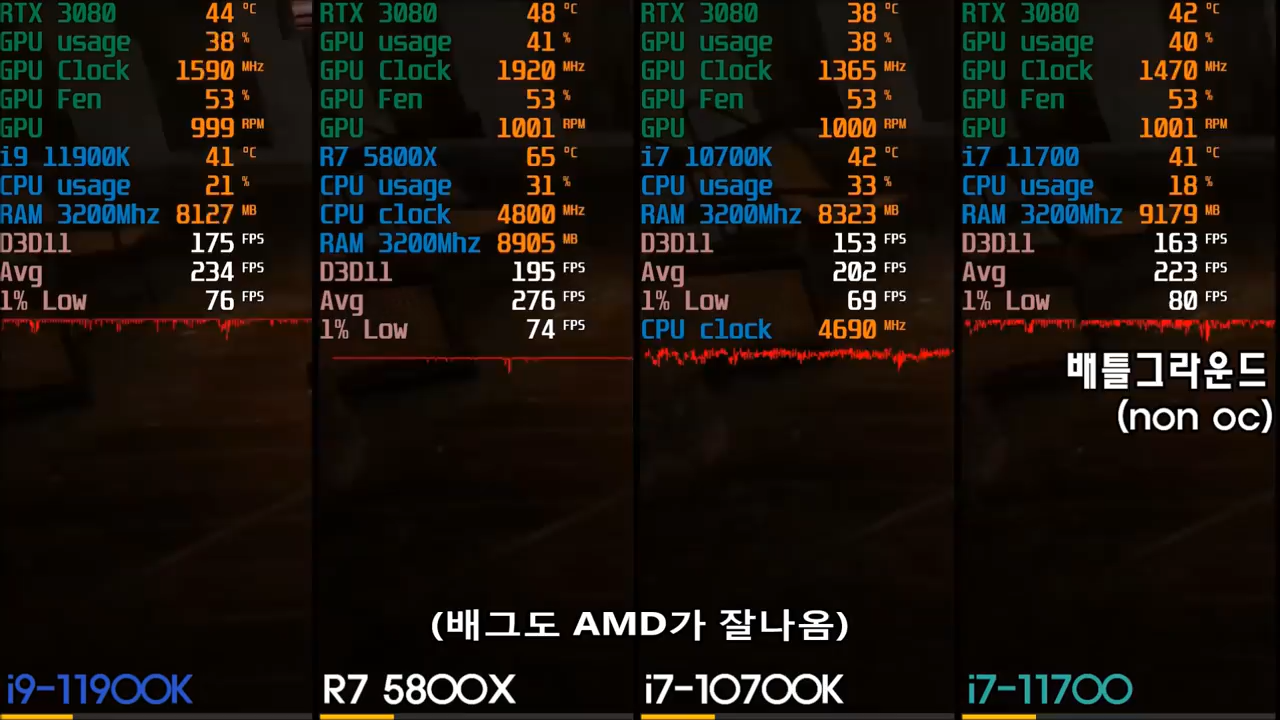 RTX 3080 44 °C
GPU usage 38 %
GPU Clock 1590 MHz
GPU Fen 53 %
GPU 999 RPM
i9 11900K 41 °C
CPU usage 21 %
RAM 3200Mhz 8127 MB
D3D11 175 FPS
Avg 234 FPS
1% Low 76 FPS
i9-11900K
RTX 3080 48 °C
GPU usage 41 %
GPU Clock 1920 MHz
GPU Fen 53 %
GPU 1001 RPM
R7 5800X 65 °C
CPU usage 31 %
CPU clock 4800 MHz
RAM 3200Mhz 8905 MB
D3D11 195 FPS
Avg 276 FPS
1% Low 74 FPS
R7 5800X
RTX 3080 38 °C
GPU usage 38 %
GPU Clock 1365 MHz
GPU Fen 53 %
GPU 1000 RPM
i7 10700K 42 °C
CPU usage 33 %
RAM 3200Mhz 8323 MB
D3D11 153 FPS
Avg 202 FPS
1% Low 69 FPS
CPU clock 4690 MHz
i7-10700K
RTX 3080 42 °C
GPU usage 40 %
GPU Clock 1470 MHz
GPU Fen 53 %
GPU 1001 RPM
i7 11700 41 °C
CPU usage 18 %
RAM 3200Mhz 9179 MB
D3D11 163 FPS
Avg 223 FPS
1% Low 80 FPS
배틀그라운드
(non oc)
i7-11700
(배그도 AMD가 잘나옴)